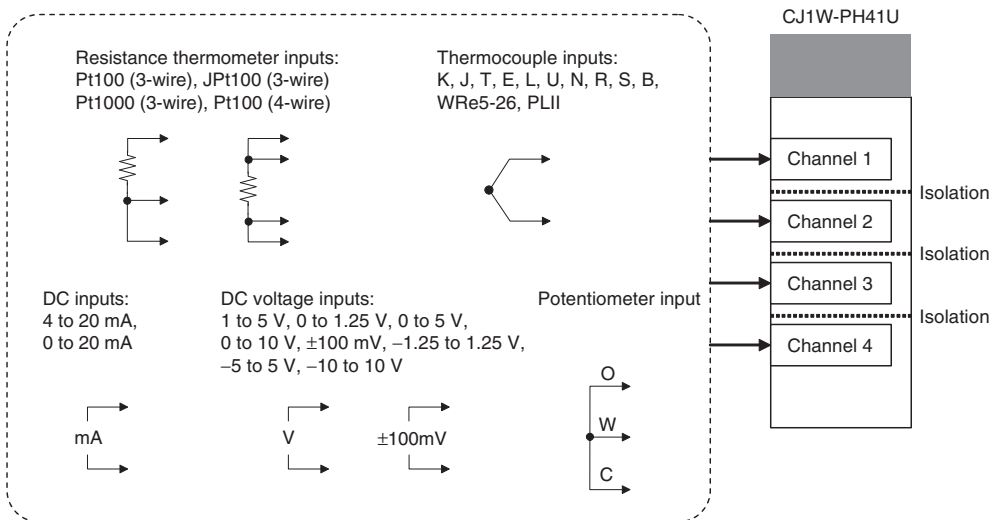 CJ1W-PH41U
Resistance thermometer inputs:
Pt100 (3-wire), JPt100 (3-wire)
Pt1000 (3-wire), Pt100 (4-wire)
Thermocouple inputs:
K, J, T, E, L, U, N, R, S, B,
WRe5-26, PLII
Channel 1
Isolation
Channel 2
Isolation
Channel 3
Isolation
Channel 4
DC inputs:
4 to 20 mA,
0 to 20 mA
DC voltage inputs:
1 to 5 V, 0 to 1.25 V, 0 to 5 V,
0 to 10 V, ±100 mV, −1.25 to 1.25 V,
−5 to 5 V, −10 to 10 V
Potentiometer input
mA
V
±100mV
O
W
C